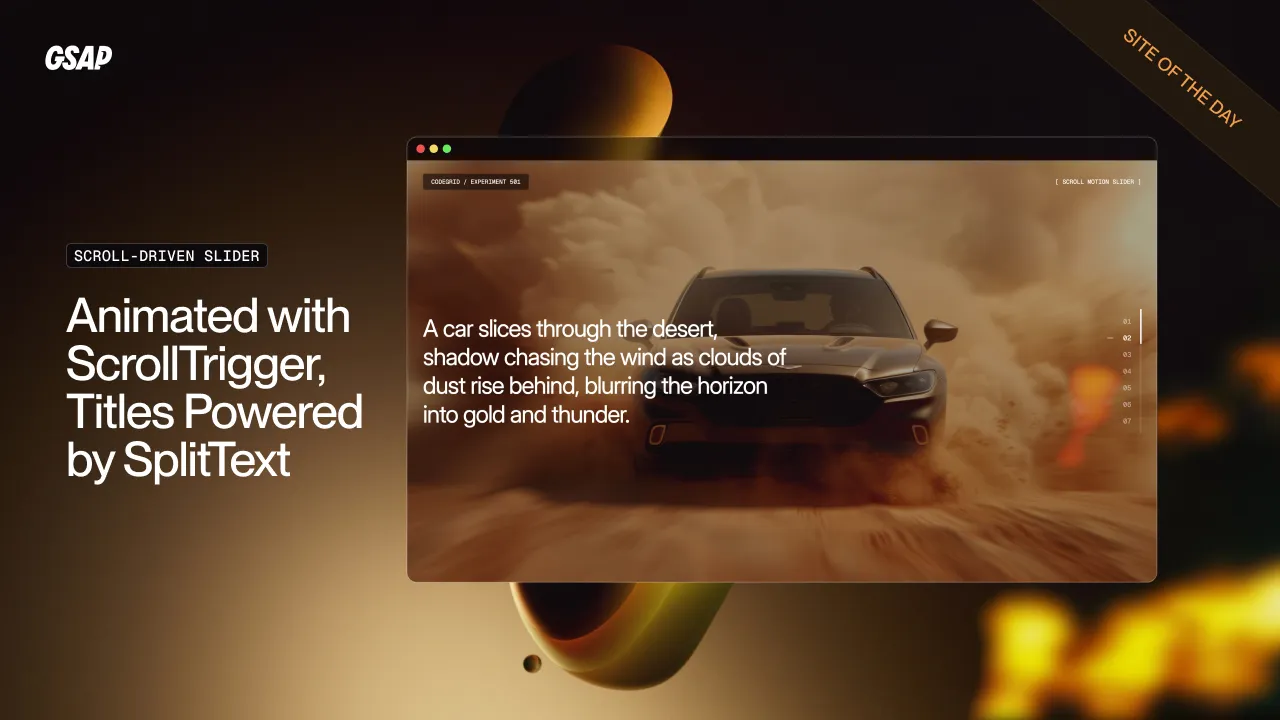 GSAP
SITE OF THE DAY
SCROLL-DRIVEN SLIDER
Animated with
ScrollTrigger,
Titles Powered
by SplitText
CODEGRID / EXPERIMENT 501
[ SCROLL MOTION SLIDER ]
A car slices through the desert,
shadow chasing the wind as clouds of
dust rise behind, blurring the horizon
into gold and thunder.
01
— 02
03
04
05
06
07